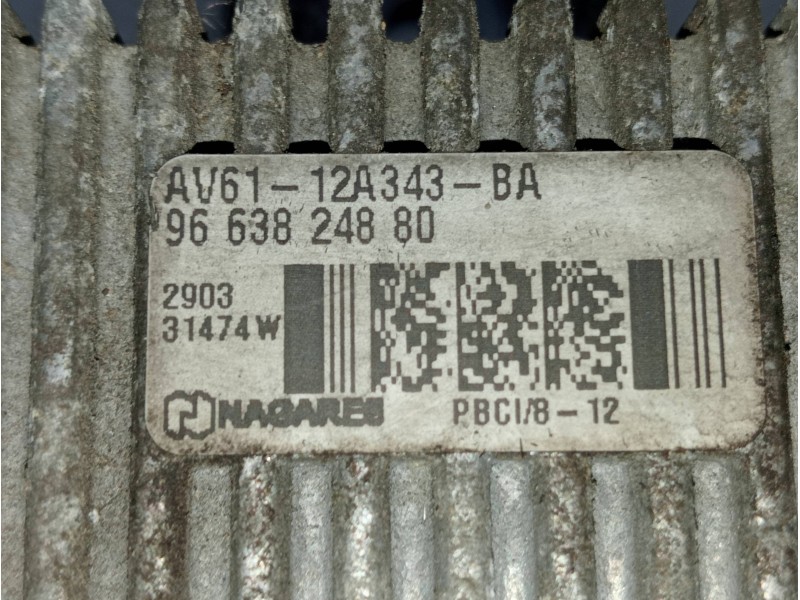 AV61-12A343-BA
96 638 248 80
2903
31474W
NAGARES PBCI/8-12